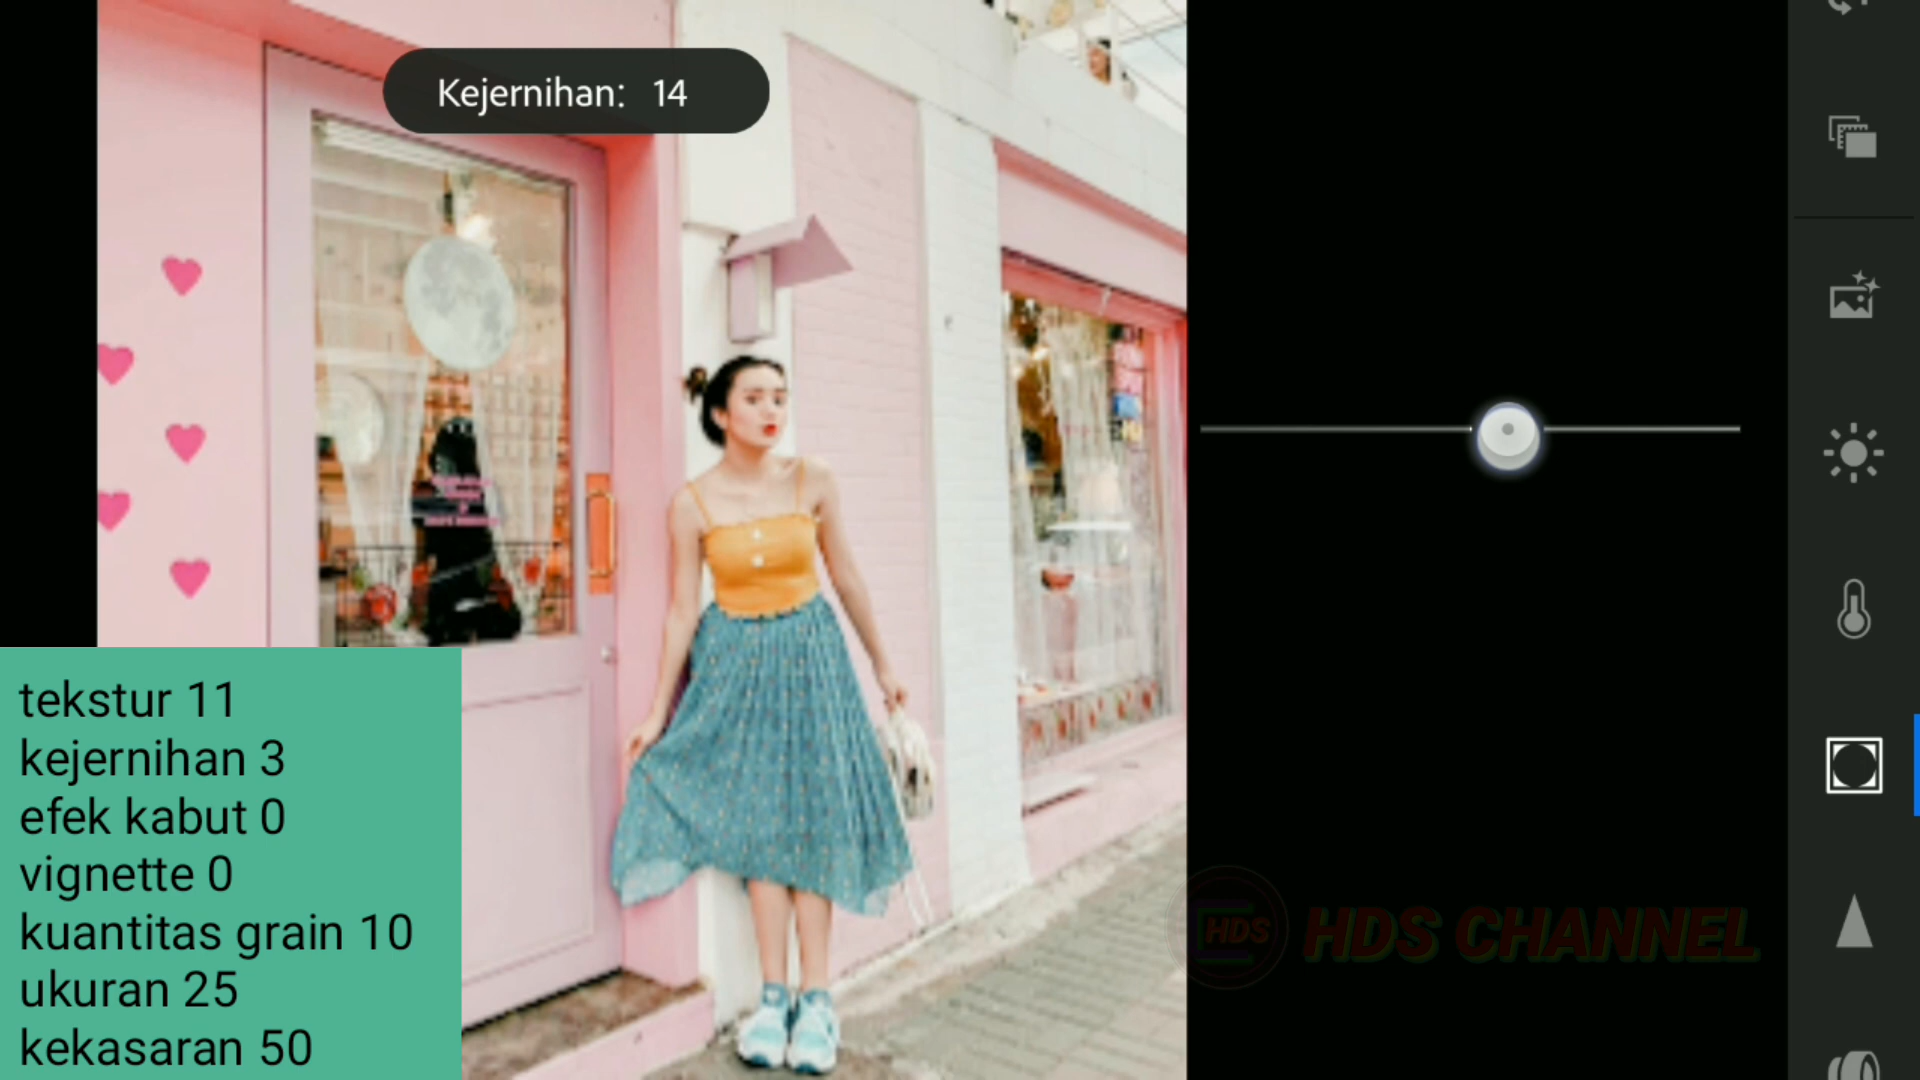 Kejernihan: 14
tekstur 11
kejernihan 3
efek kabut 0
vignette 0
kuantitas grain 10
ukuran 25
kekasaran 50
HDS HDS CHANNEL